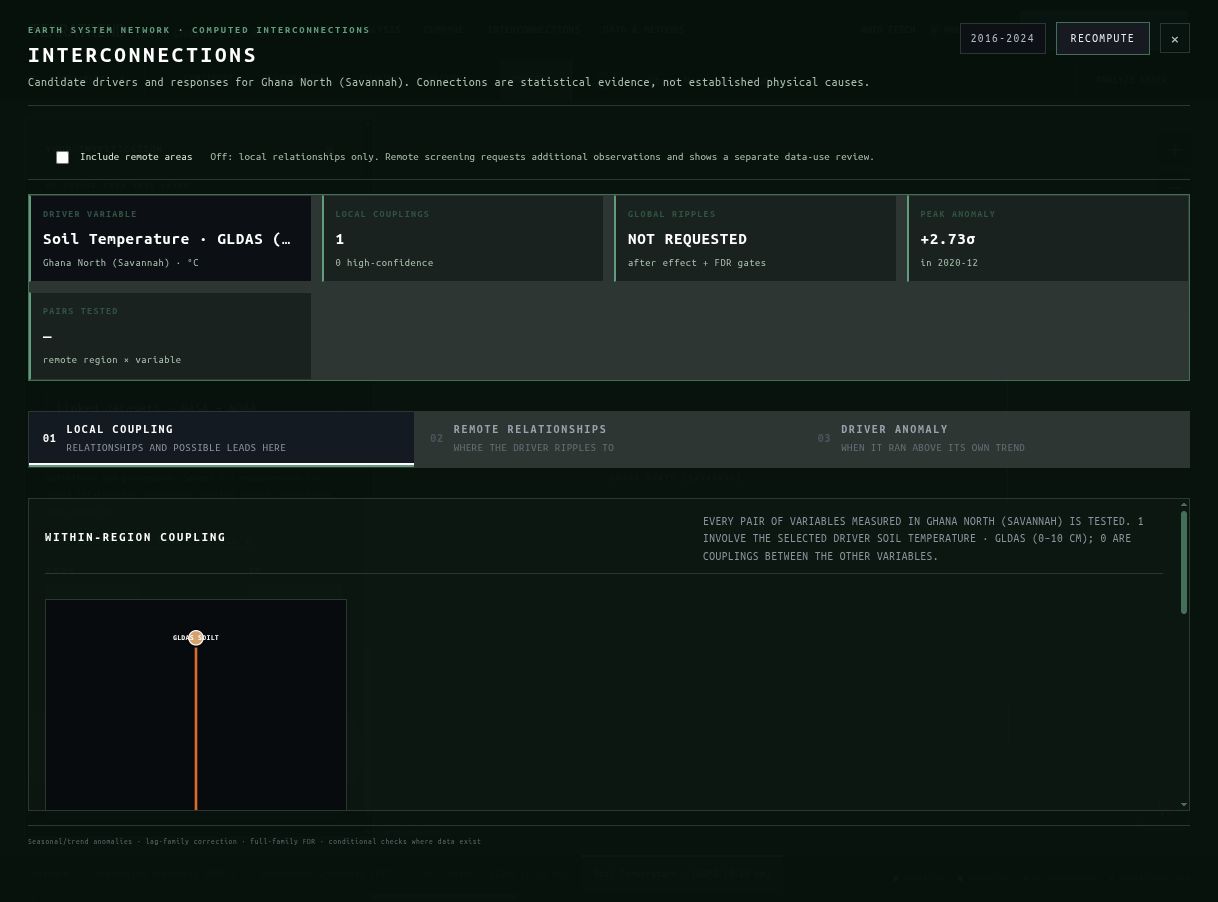 EARTH SYSTEM NETWORK · COMPUTED INTERCONNECTIONS
INTERCONNECTIONS
Candidate drivers and responses for Ghana North (Savannah). Connections are statistical evidence, not established physical causes.
2016-2024
RECOMPUTE
×
Include remote areas
Off: local relationships only. Remote screening requests additional observations and shows a separate data-use review.
DRIVER VARIABLE
Soil Temperature · GLDAS (…
Ghana North (Savannah) · °C
LOCAL COUPLINGS
1
0 high-confidence
GLOBAL RIPPLES
NOT REQUESTED
after effect + FDR gates
PEAK ANOMALY
+2.73σ
in 2020-12
PAIRS TESTED
—
remote region × variable
01 LOCAL COUPLING
RELATIONSHIPS AND POSSIBLE LEADS HERE
02 REMOTE RELATIONSHIPS
WHERE THE DRIVER RIPPLES TO
03 DRIVER ANOMALY
WHEN IT RAN ABOVE ITS OWN TREND
WITHIN-REGION COUPLING
EVERY PAIR OF VARIABLES MEASURED IN GHANA NORTH (SAVANNAH) IS TESTED. 1
INVOLVE THE SELECTED DRIVER SOIL TEMPERATURE · GLDAS (0–10 CM); 0 ARE
COUPLINGS BETWEEN THE OTHER VARIABLES.
GLDAS SOILT
Seasonal/trend anomalies · lag-family correction · full-family FDR · conditional checks where data exist